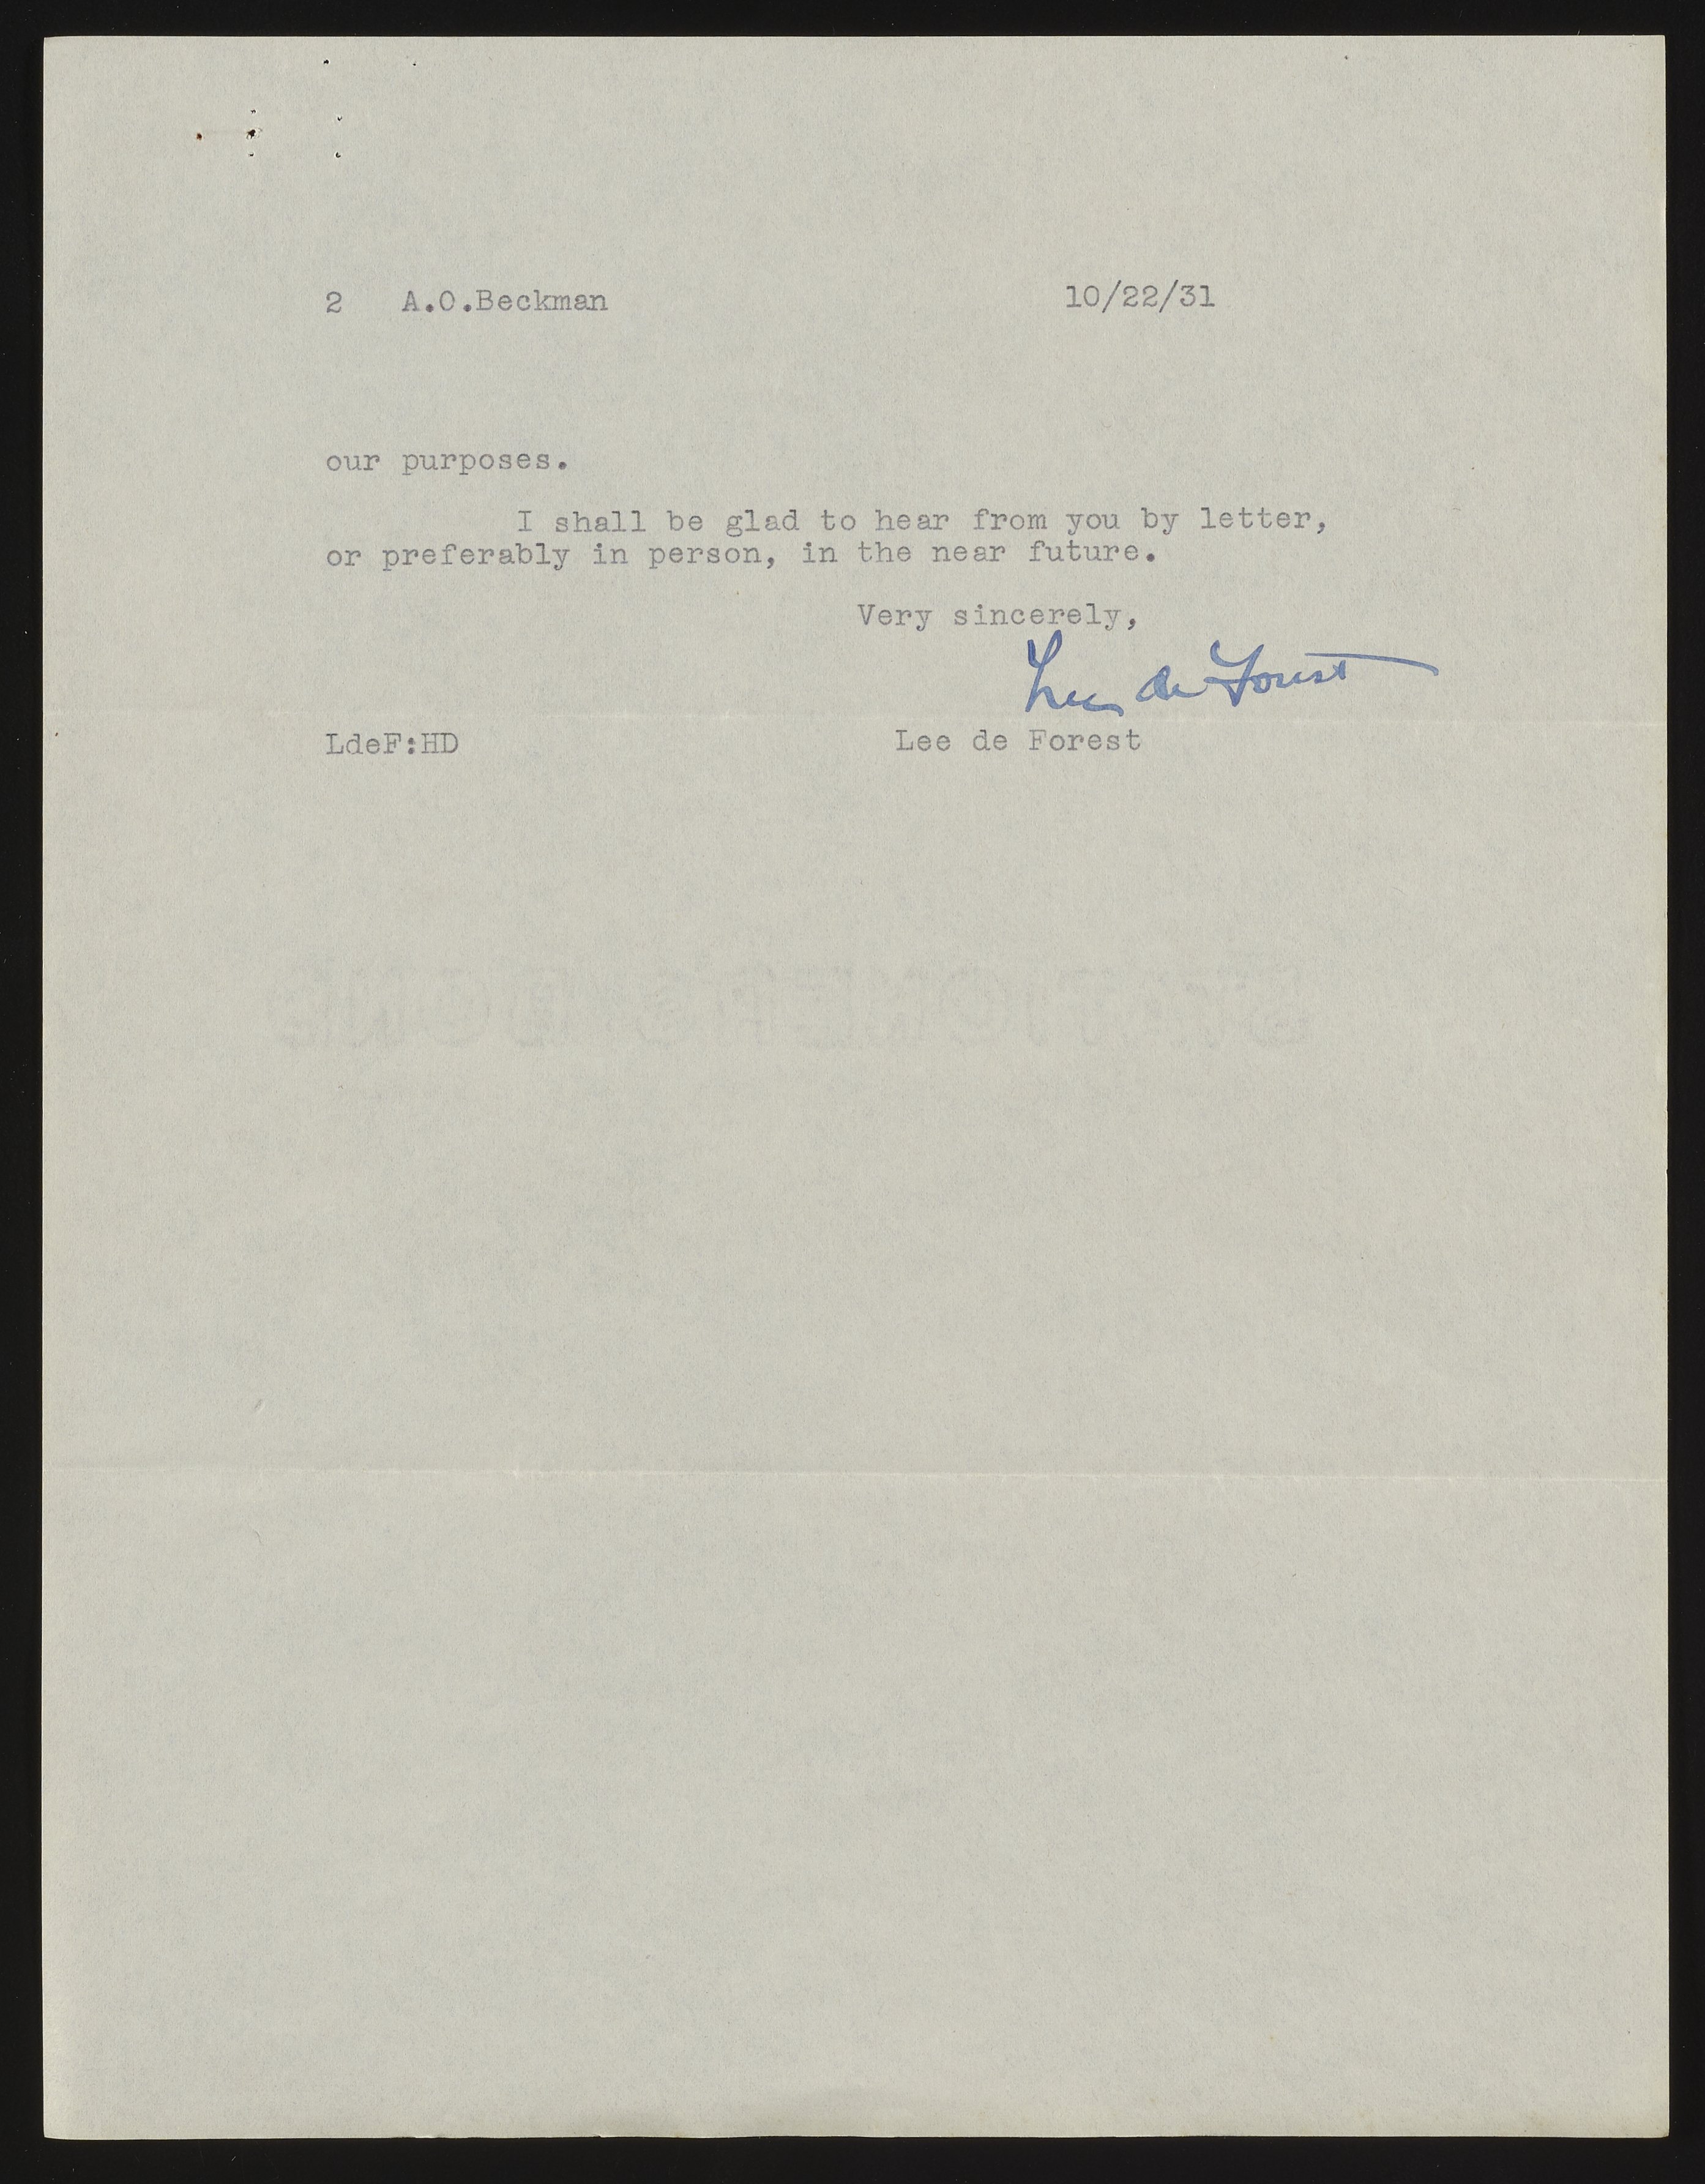 2 A.O.Beckman 10/22/31
our purposes.
I shall be glad to hear from you by letter,
or preferably in person, in the near future.
Very sincerely,
Lee de Forest
LdeF:HD Lee de Forest